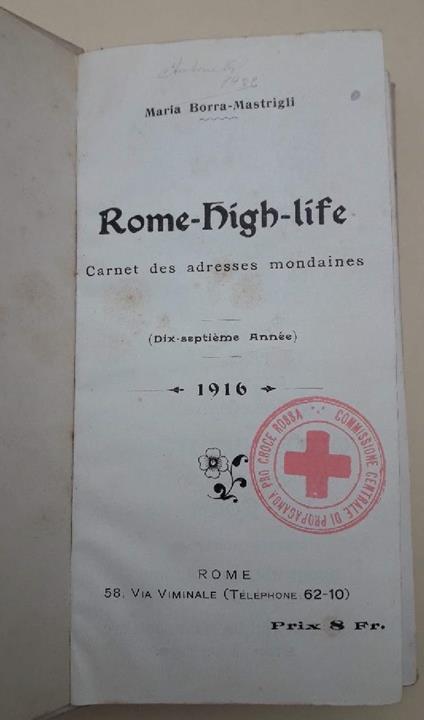 Maria Borra-Mastrigli
Rome-High-life
Carnet des adresses mondaines
(Dix-septième Année)
1916
COMMISSIONE CENTRALE DI PROPAGANDA PRO CROCE ROSSA
ROME
58, VIA VIMINALE (TÉLÉPHONE 62-10)
Prix 8 Fr.